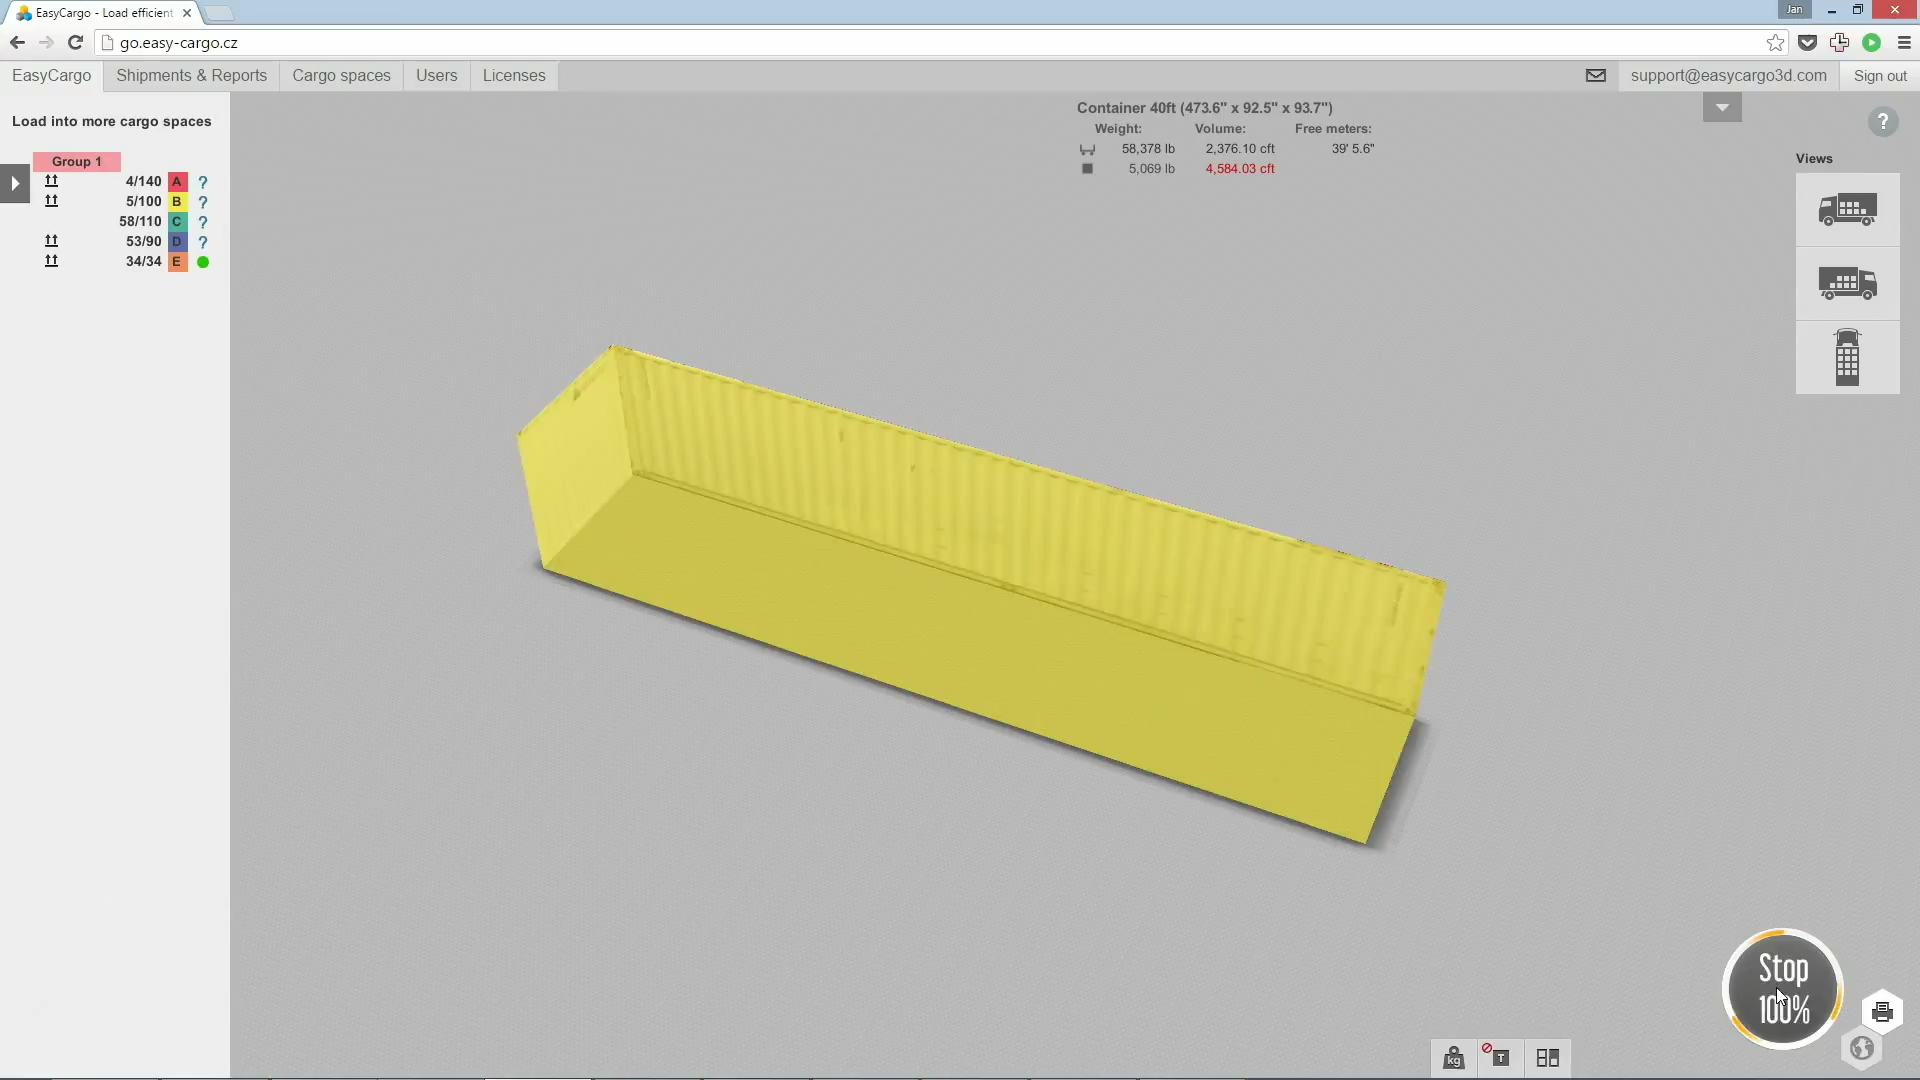 EasyCargo - Load efficient
Jan
go.easy-cargo.cz
EasyCargo Shipments & Reports Cargo spaces Users Licenses support@easycargo3d.com Sign out
Load into more cargo spaces
Container 40ft (473.6" x 92.5" x 93.7")
Weight: Volume: Free meters:
58,378 lb 2,376.10 cft 39' 5.6"
5,069 lb 4,584.03 cft
?
Views
Group 1
4/140 A ?
5/100 B ?
58/110 C ?
53/90 D ?
34/34 E
Stop
100%
kg
T